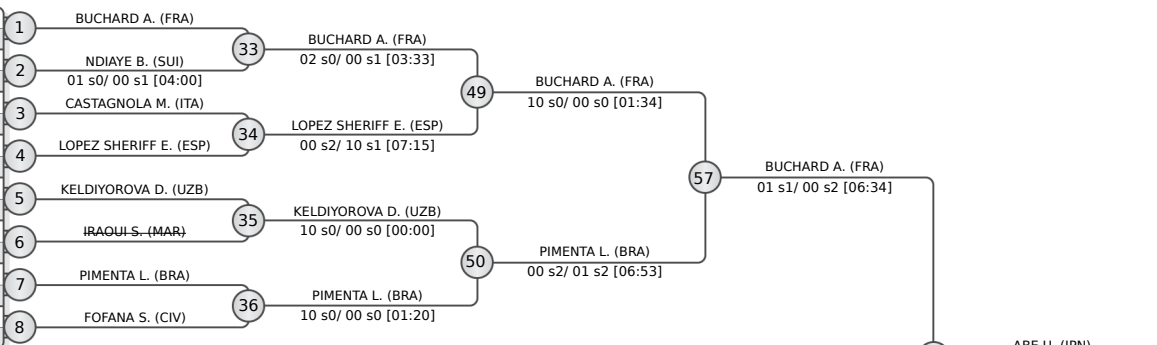 1
BUCHARD A. (FRA)
33
2
NDIAYE B. (SUI)
01 s0/ 00 s1 [04:00]
BUCHARD A. (FRA)
02 s0/ 00 s1 [03:33]
49
3
CASTAGNOLA M. (ITA)
34
4
LOPEZ SHERIFF E. (ESP)
LOPEZ SHERIFF E. (ESP)
00 s2/ 10 s1 [07:15]
BUCHARD A. (FRA)
10 s0/ 00 s0 [01:34]
57
5
KELDIYOROVA D. (UZB)
35
6
IRAOUI S. (MAR)
KELDIYOROVA D. (UZB)
10 s0/ 00 s0 [00:00]
50
7
PIMENTA L. (BRA)
36
8
FOFANA S. (CIV)
PIMENTA L. (BRA)
10 s0/ 00 s0 [01:20]
PIMENTA L. (BRA)
00 s2/ 01 s2 [06:53]
BUCHARD A. (FRA)
01 s1/ 00 s2 [06:34]